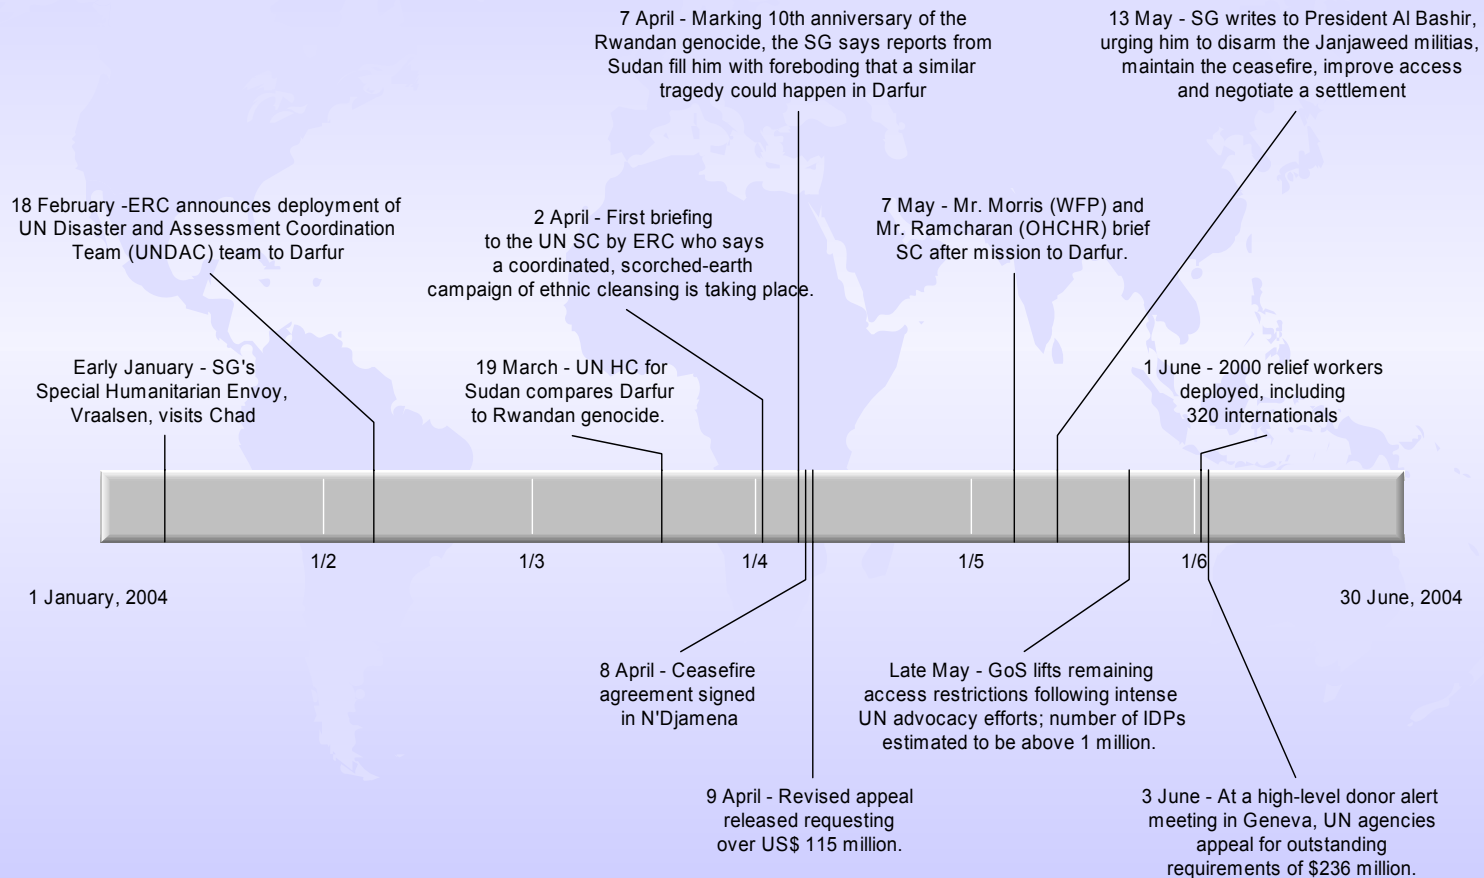 7 April - Marking 10th anniversary of the
Rwandan genocide, the SG says reports from
Sudan fill him with foreboding that a similar
tragedy could happen in Darfur
13 May - SG writes to President Al Bashir,
urging him to disarm the Janjaweed militias,
maintain the ceasefire, improve access
and negotiate a settlement
18 February -ERC announces deployment of
UN Disaster and Assessment Coordination
Team (UNDAC) team to Darfur
2 April - First briefing
to the UN SC by ERC who says
a coordinated, scorched-earth
campaign of ethnic cleansing is taking place.
7 May - Mr. Morris (WFP) and
Mr. Ramcharan (OHCHR) brief
SC after mission to Darfur.
Early January - SG's
Special Humanitarian Envoy,
Vraalsen, visits Chad
19 March - UN HC for
Sudan compares Darfur
to Rwandan genocide.
1 June - 2000 relief workers
deployed, including
320 internationals
1/2
1/3
1/4
1/5
1/6
1 January, 2004
30 June, 2004
8 April - Ceasefire
agreement signed
in N'Djamena
Late May - GoS lifts remaining
access restrictions following intense
UN advocacy efforts; number of IDPs
estimated to be above 1 million.
9 April - Revised appeal
released requesting
over US$ 115 million.
3 June - At a high-level donor alert
meeting in Geneva, UN agencies
appeal for outstanding
requirements of $236 million.